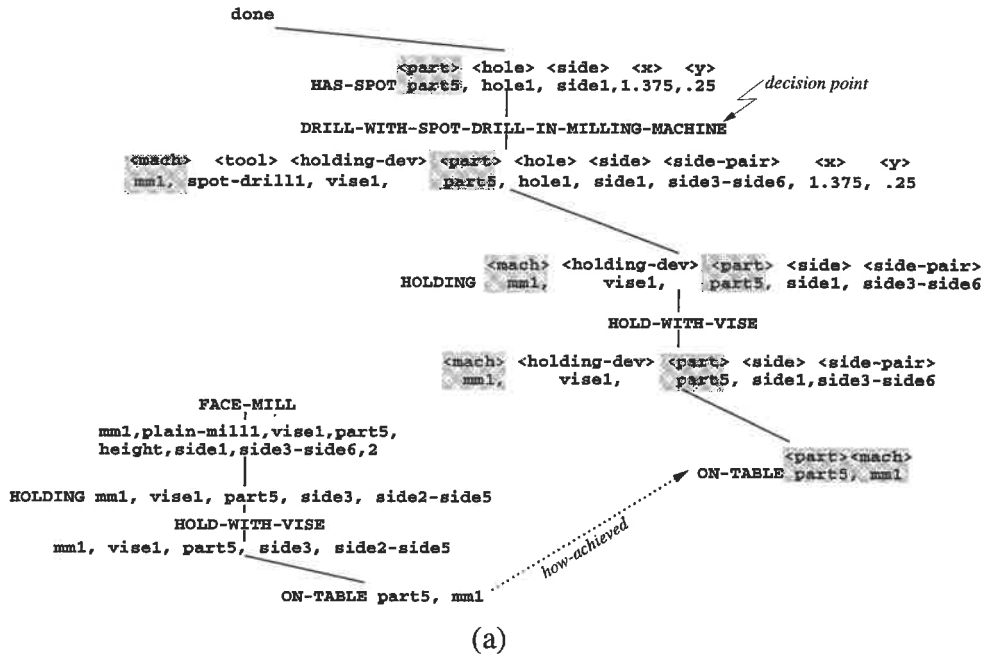 done
<part> <hole> <side> <x> <y>
HAS-SPOT part5, hole1, side1,1.375,.25
decision point
DRILL-WITH-SPOT-DRILL-IN-MILLING-MACHINE
<mach> <tool> <holding-dev> <part> <hole> <side> <side-pair> <x> <y>
mm1, spot-drill1, vise1, part5, hole1, side1, side3-side6, 1.375, .25
<mach> <holding-dev> <part> <side> <side-pair>
HOLDING mm1, vise1, part5, side1, side3-side6
HOLD-WITH-VISE
<mach> <holding-dev> <part> <side> <side-pair>
mm1, vise1, part5, side1,side3-side6
FACE-MILL
mm1,plain-mill1,vise1,part5,
height,side1,side3-side6,2
<part><mach>
ON-TABLE part5, mm1
HOLDING mm1, vise1, part5, side3, side2-side5
HOLD-WITH-VISE
mm1, vise1, part5, side3, side2-side5
how-achieved
ON-TABLE part5, mm1
(a)